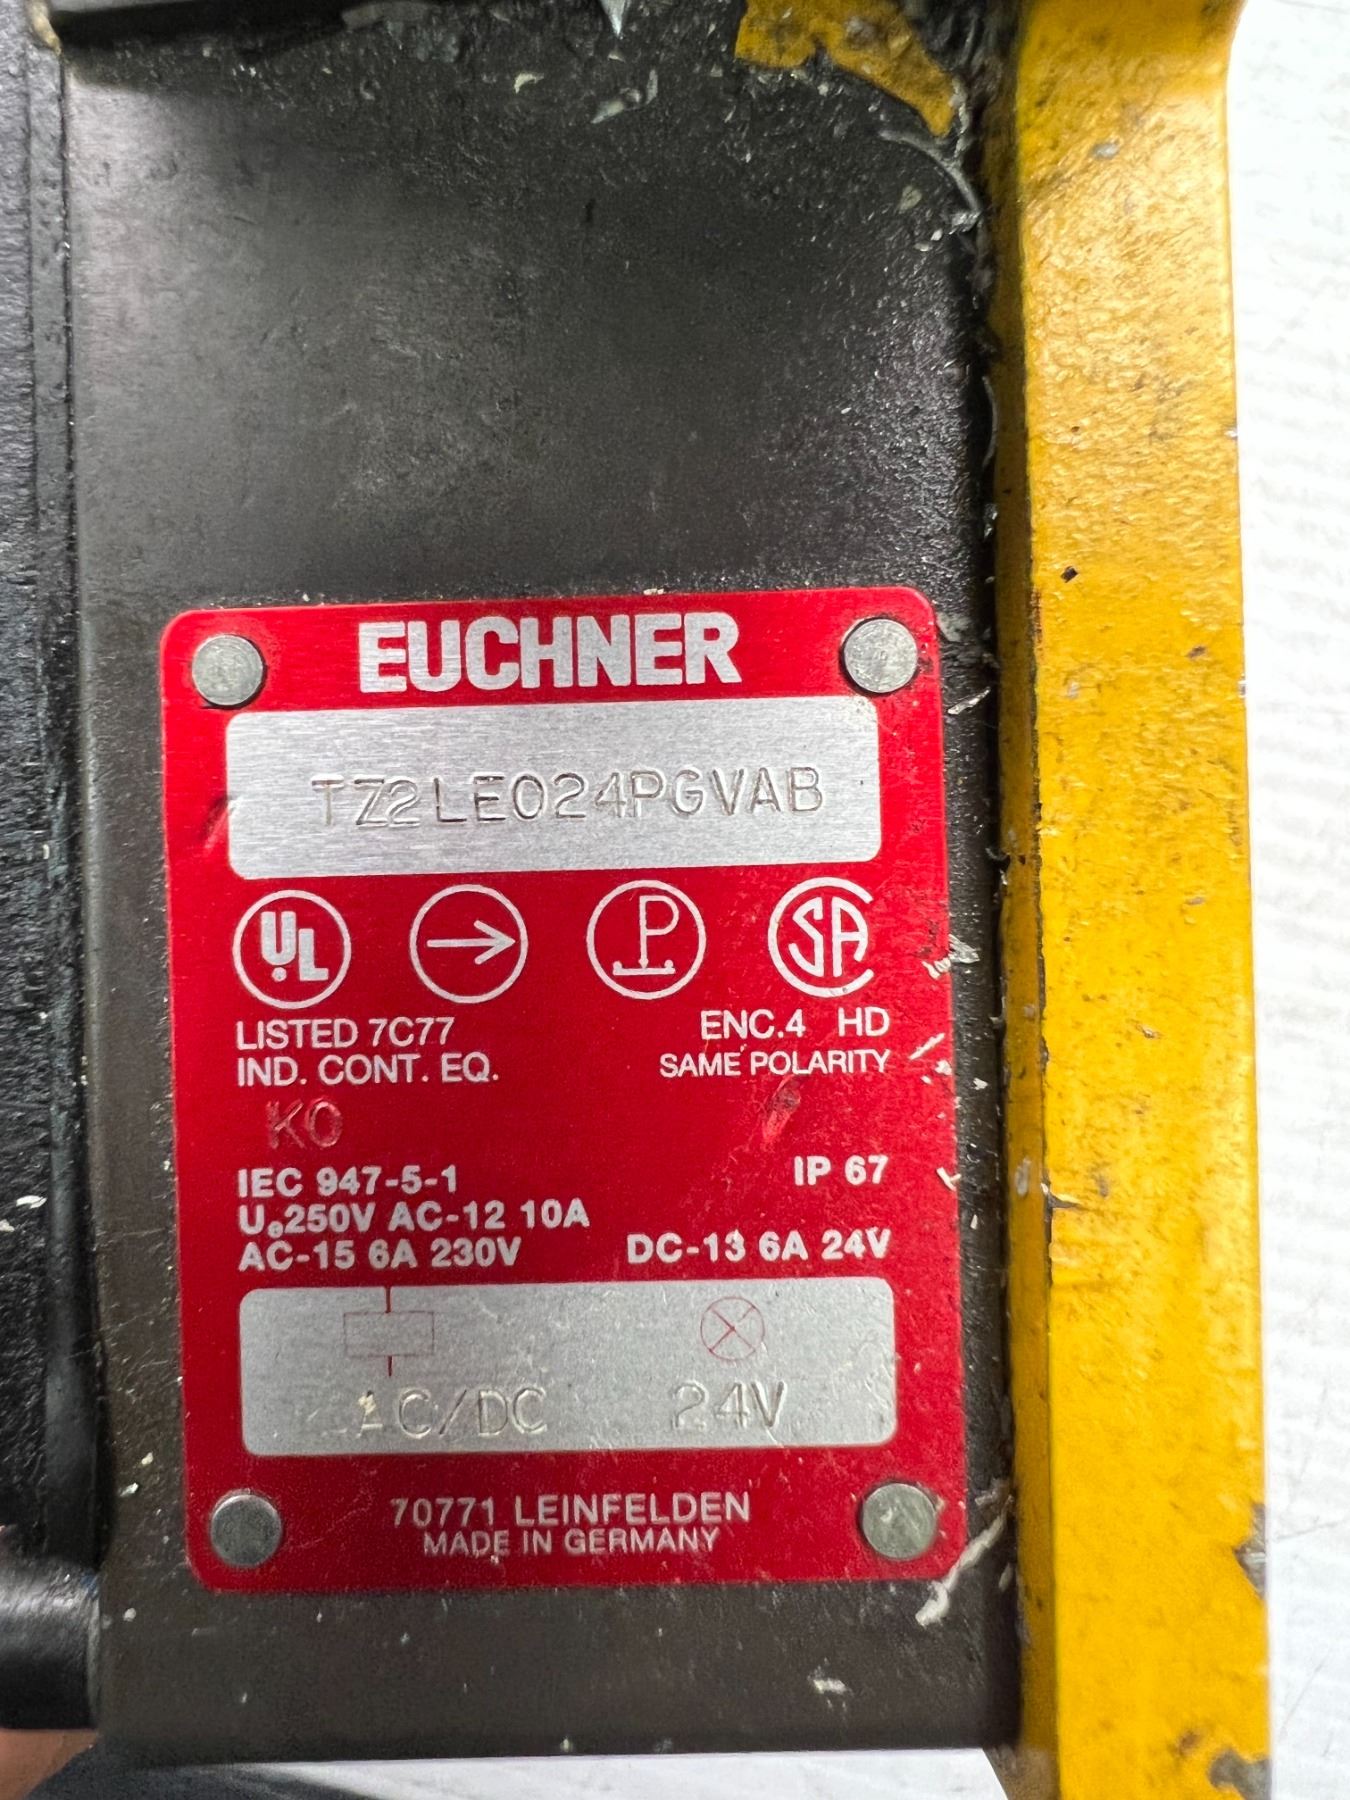 EUCHNER
TZ2LE024PGVAB
UL P SA
LISTED 7C77 ENC.4 HD
IND. CONT. EQ. SAME POLARITY
KO
IEC 947-5-1 IP 67
Ue250V AC-12 10A
AC-15 6A 230V DC-13 6A 24V
AC/DC 24V
70771 LEINFELDEN
MADE IN GERMANY